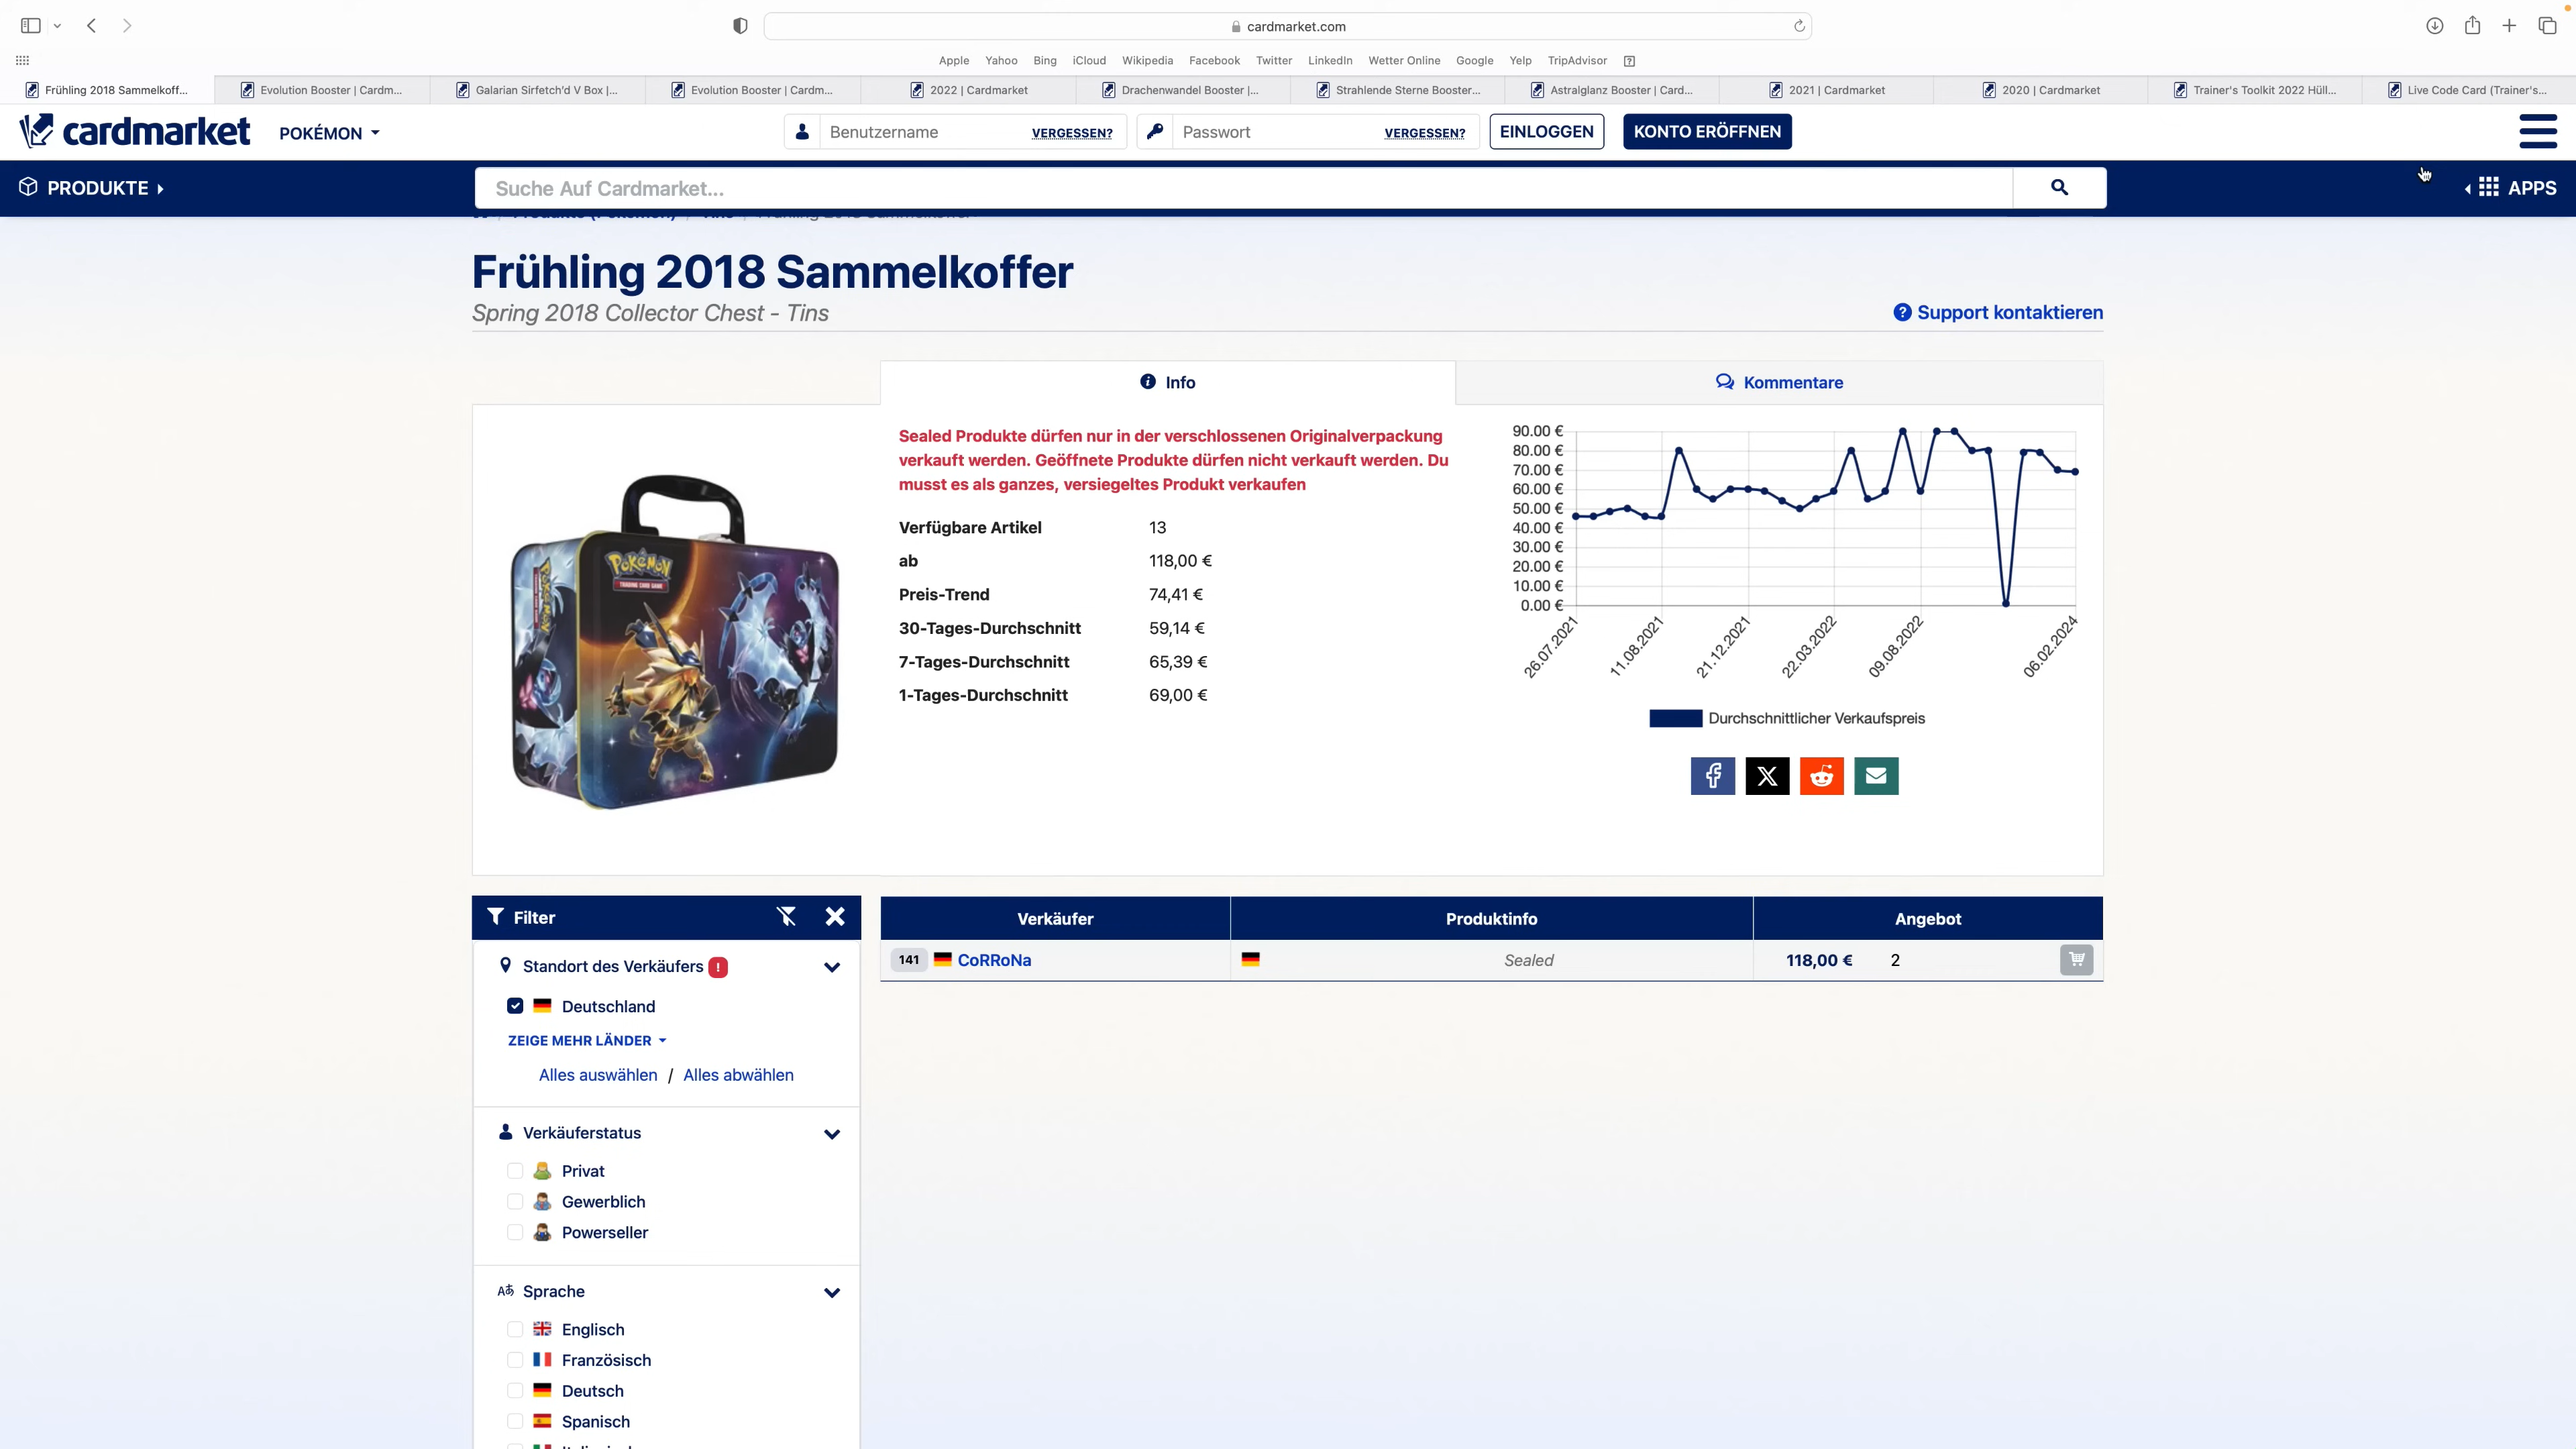 cardmarket.com
Apple Yahoo Bing iCloud Wikipedia Facebook Twitter LinkedIn Wetter Online Google Yelp TripAdvisor
Frühling 2018 Sammelkoff... Evolution Booster | Cardm... Galarian Sirfetch'd V Box |... Evolution Booster | Cardm... 2022 | Cardmarket Drachenwandel Booster |... Strahlende Sterne Booster... Astralglanz Booster | Card... 2021 | Cardmarket 2020 | Cardmarket Trainer's Toolkit 2022 Hüll... Live Code Card (Trainer's...
cardmarket POKÉMON Benutzername VERGESSEN? Passwort VERGESSEN? EINLOGGEN KONTO ERÖFFNEN
PRODUKTE Suche Auf Cardmarket... APPS
Frühling 2018 Sammelkoffer
Spring 2018 Collector Chest - Tins
Support kontaktieren
Info
Kommentare
Sealed Produkte dürfen nur in der verschlossenen Originalverpackung
verkauft werden. Geöffnete Produkte dürfen nicht verkauft werden. Du
musst es als ganzes, versiegeltes Produkt verkaufen
Verfügbare Artikel 13
ab 118,00 €
Preis-Trend 74,41 €
30-Tages-Durchschnitt 59,14 €
7-Tages-Durchschnitt 65,39 €
1-Tages-Durchschnitt 69,00 €
Pokémon
TRADING CARD GAME
Pokémon
90.00 €
80.00 €
70.00 €
60.00 €
50.00 €
40.00 €
30.00 €
20.00 €
10.00 €
0.00 €
26.07.2021 11.08.2021 21.12.2021 22.03.2022 09.08.2022 06.02.2024
Durchschnittlicher Verkaufspreis
Filter
Standort des Verkäufers
Deutschland
ZEIGE MEHR LÄNDER
Alles auswählen / Alles abwählen
Verkäuferstatus
Privat
Gewerblich
Powerseller
Sprache
Englisch
Französisch
Deutsch
Spanisch
Verkäufer Produktinfo Angebot
141 CoRRoNa Sealed 118,00 € 2